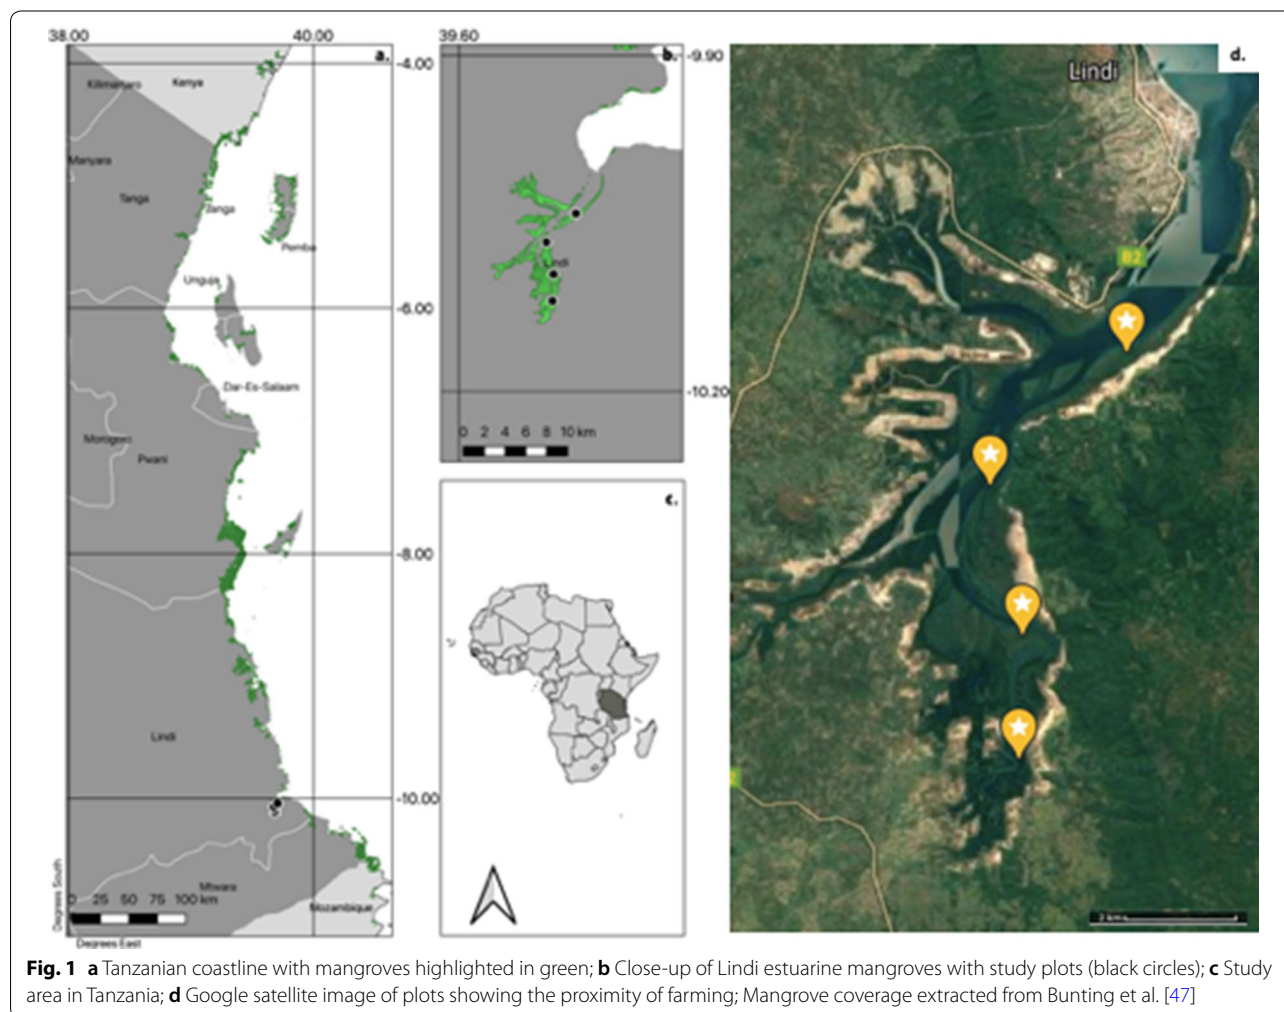 38.00
40.00
a.
-4.00
Kilimanjaro
Kenya
Manyara
Tanga
Tanga
Pemba
Unguja
-6.00
Dar-Es-Salaam
Morogoro
Pwani
-8.00
Lindi
-10.00
Mtwara
0 25 50 75 100 km
Mozambique
Degrees South
Degrees East
39.60
b.
-9.90
Lindi
-10.20
0 2 4 6 8 10 km
c.
d.
Lindi
B2
2 km
Fig. 1 a Tanzanian coastline with mangroves highlighted in green; b Close-up of Lindi estuarine mangroves with study plots (black circles); c Study
area in Tanzania; d Google satellite image of plots showing the proximity of farming; Mangrove coverage extracted from Bunting et al. [47]